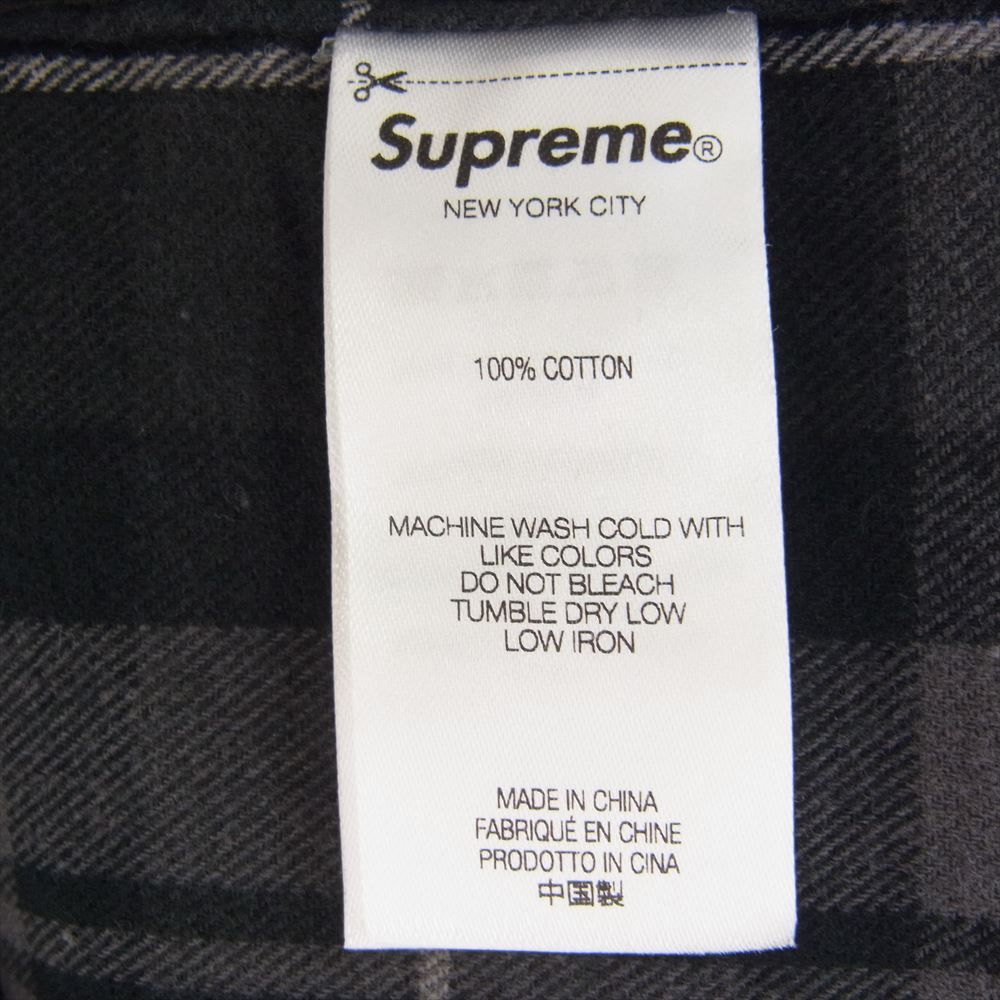 Supreme®
NEW YORK CITY
100% COTTON
MACHINE WASH COLD WITH
LIKE COLORS
DO NOT BLEACH
TUMBLE DRY LOW
LOW IRON
MADE IN CHINA
FABRIQUÉ EN CHINE
PRODOTTO IN CINA
中国製